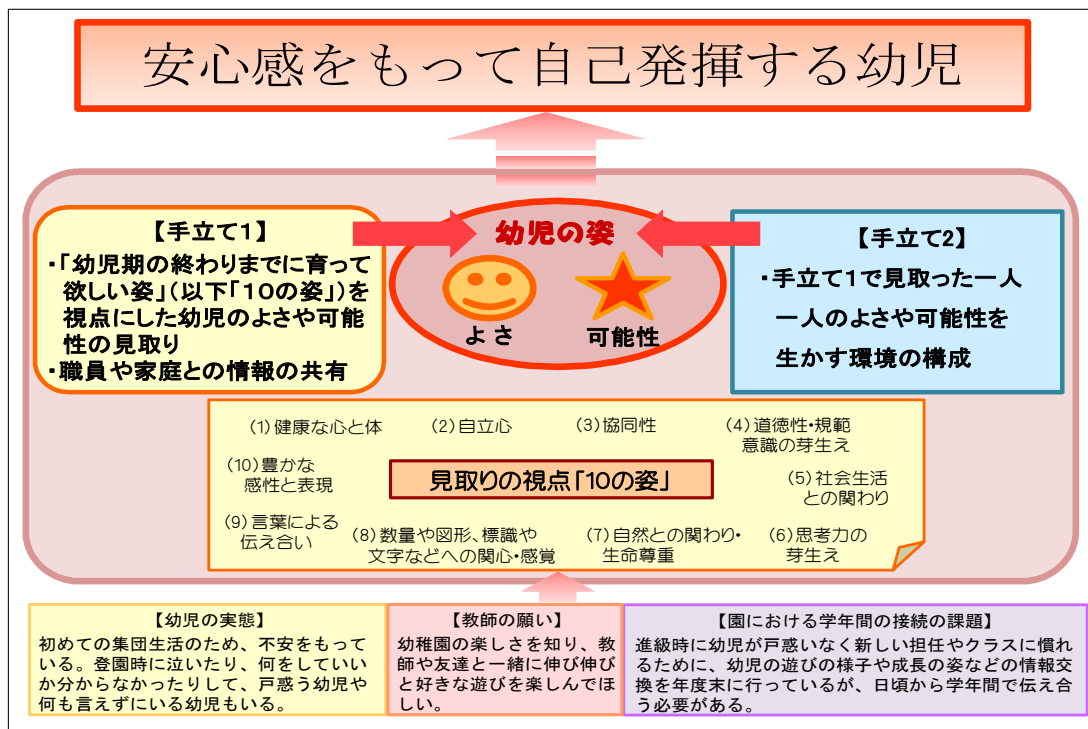 安心感をもって自己発揮する幼児
【手立て1】
・「幼児期の終わりまでに育って
欲しい姿」(以下「10の姿」)を
視点にした幼児のよさや可能
性の見取り
・職員や家庭との情報の共有
幼児の姿
よさ
可能性
【手立て2】
・手立て1で見取った一人
一人のよさや可能性を
生かす環境の構成
(1)健康な心と体
(2)自立心
(3)協同性
(4)道徳性・規範
意識の芽生え
(10)豊かな
感性と表現
見取りの視点「10の姿」
(5)社会生活
との関わり
(9)言葉による
伝え合い
(8)数量や図形、標識や
文字などへの関心・感覚
(7)自然との関わり・
生命尊重
(6)思考力の
芽生え
【幼児の実態】
初めての集団生活のため、不安をもって
いる。登園時に泣いたり、何をしていい
か分からなかったりして、戸惑う幼児や
何も言えずにいる幼児もいる。
【教師の願い】
幼稚園の楽しさを知り、教
師や友達と一緒に伸び伸び
と好きな遊びを楽しんでほ
しい。
【園における学年間の接続の課題】
進級時に幼児が戸惑いなく新しい担任やクラスに慣れ
るために、幼児の遊びの様子や成長の姿などの情報交
換を年度末に行っているが、日頃から学年間で伝え合
う必要がある。